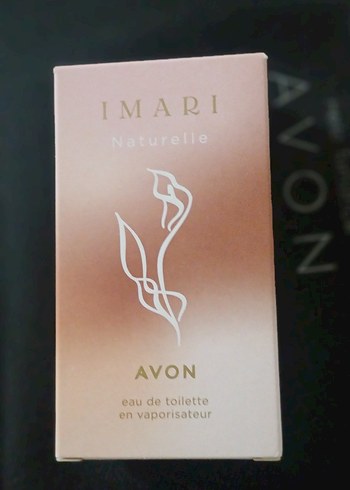 IMARI
Naturelle
AVON
eau de toilette
en vaporisateur
AVON